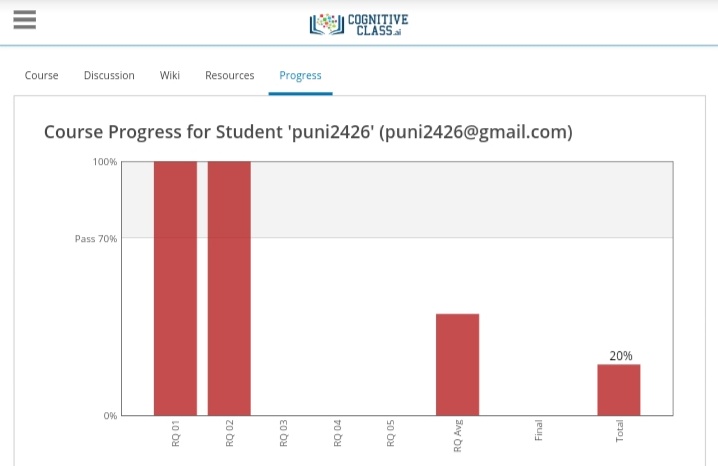 COGNITIVE
CLASS.ai
Course Discussion Wiki Resources Progress
Course Progress for Student 'puni2426' (puni2426@gmail.com)
100%
Pass 70%
20%
0%
RQ 01 RQ 02 RQ 03 RQ 04 RQ 05 RQ Avg Final Total